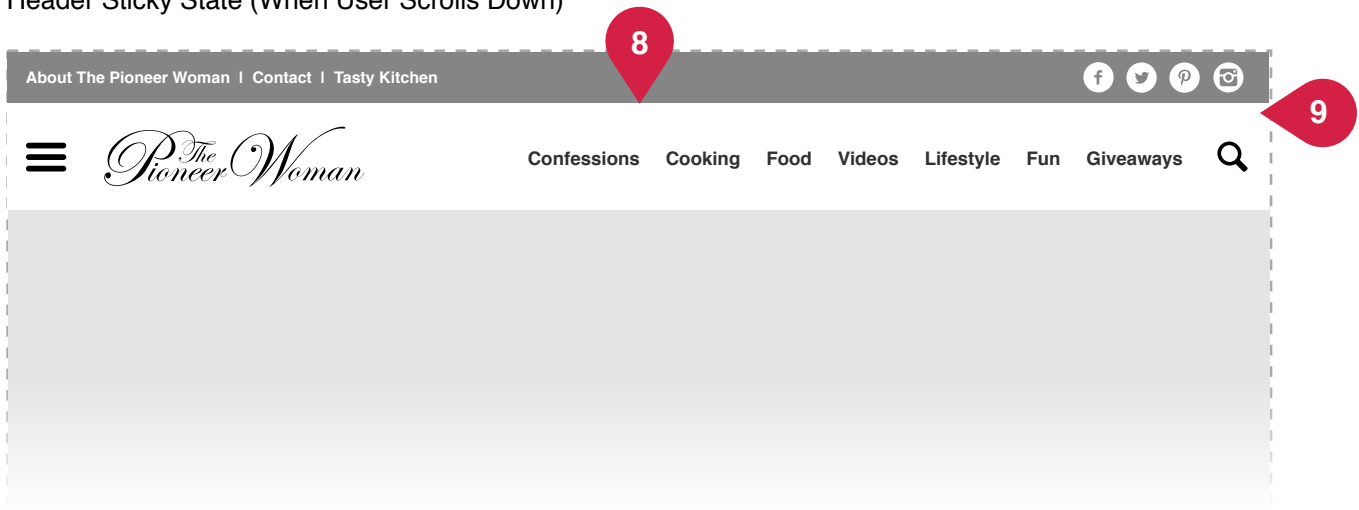 Header Sticky State (When User Scrolls Down)
8
About The Pioneer Woman | Contact | Tasty Kitchen
9
The
Pioneer Woman
Confessions Cooking Food Videos Lifestyle Fun Giveaways